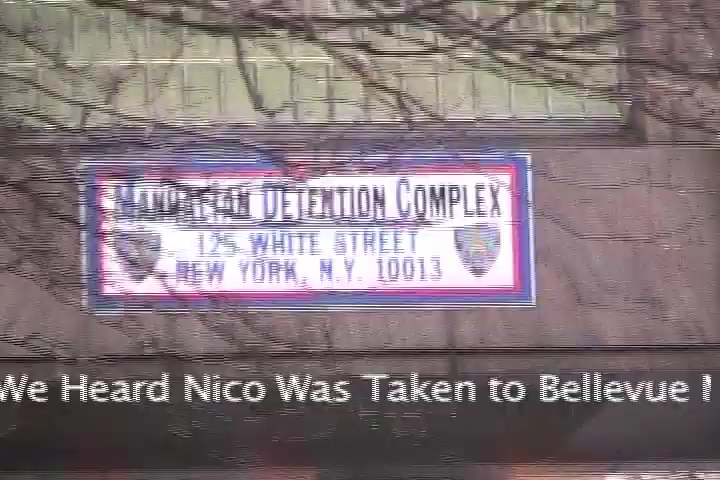 MANHATTAN DETENTION COMPLEX
125 WHITE STREET
NEW YORK, N.Y. 10013
We Heard Nico Was Taken to Bellevue